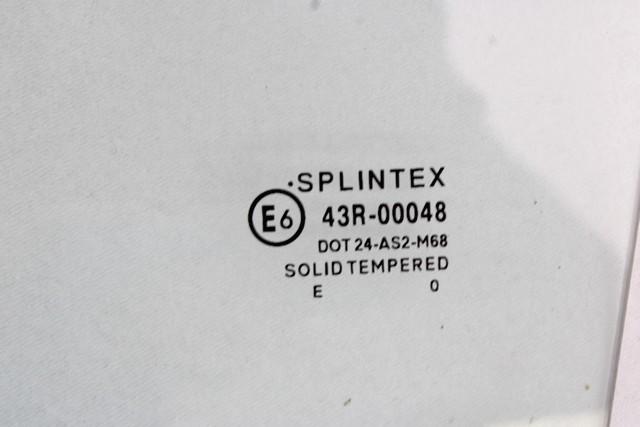 ·SPLINTEX
E6 43R-00048
DOT 24-AS2-M68
SOLID TEMPERED
E 0